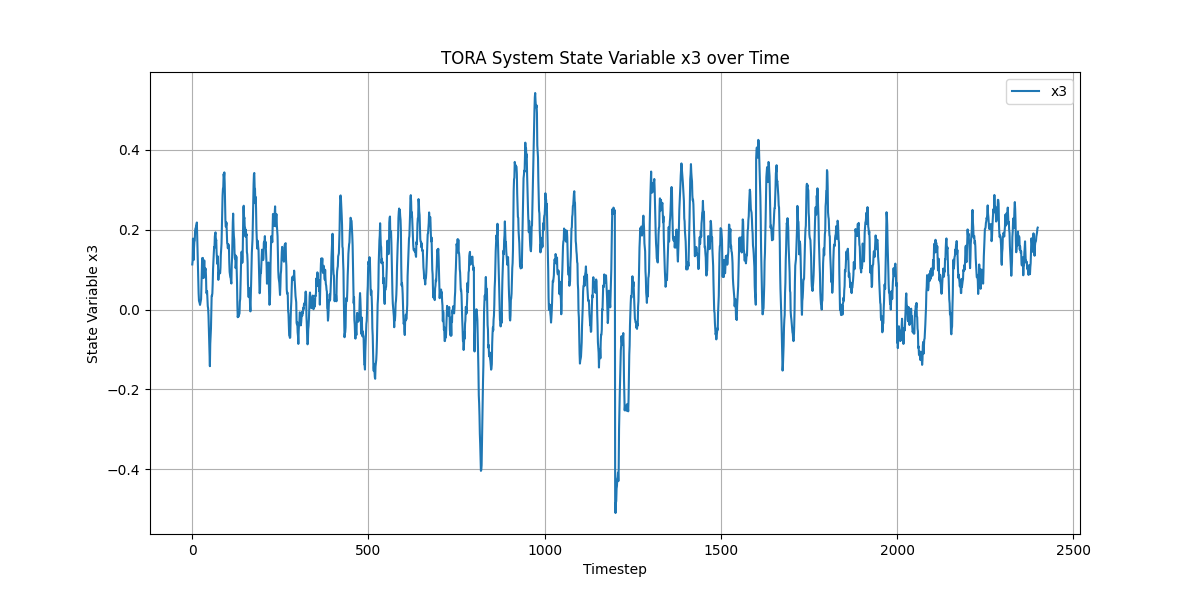 TORA System State Variable x3 over Time
x3
0.4
0.2
0.0
−0.2
−0.4
State Variable x3
0 500 1000 1500 2000 2500
Timestep